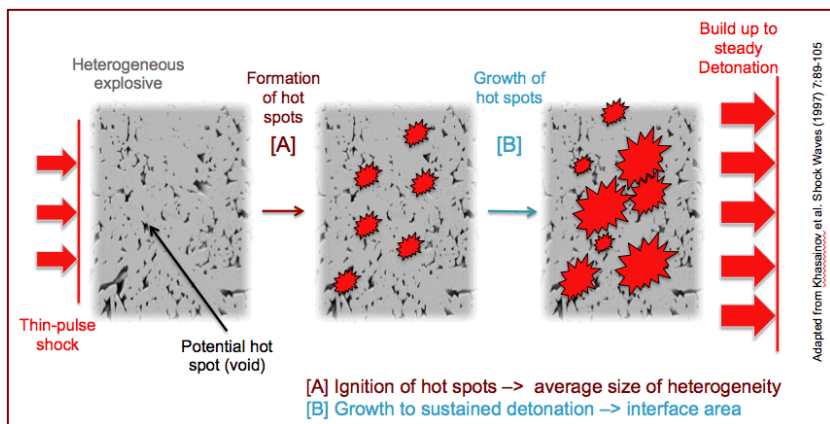 Heterogeneous
explosive
Formation
of hot
spots
[A]
Growth of
hot spots
[B]
Build up to
steady
Detonation
Thin-pulse
shock
Potential hot
spot (void)
[A] Ignition of hot spots –> average size of heterogeneity
[B] Growth to sustained detonation –> interface area
Adapted from Khasainov, et al. Shock Waves (1997) 7:89-105